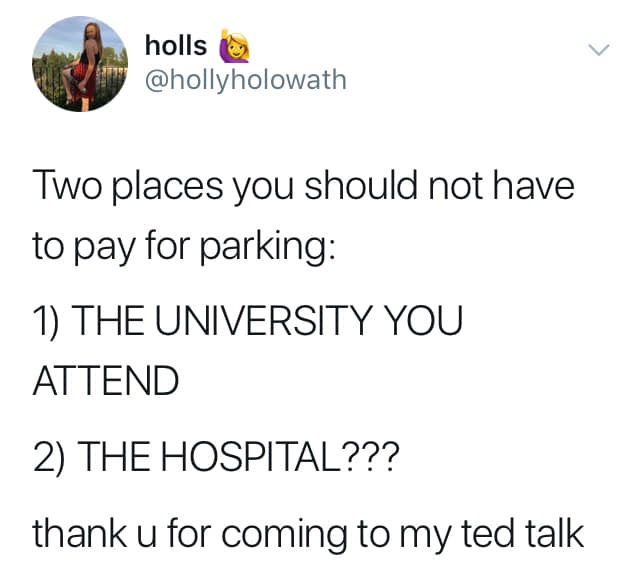 holls 🙋‍♀️
@hollyholowath
Two places you should not have
to pay for parking:
1) THE UNIVERSITY YOU
ATTEND
2) THE HOSPITAL???
thank u for coming to my ted talk